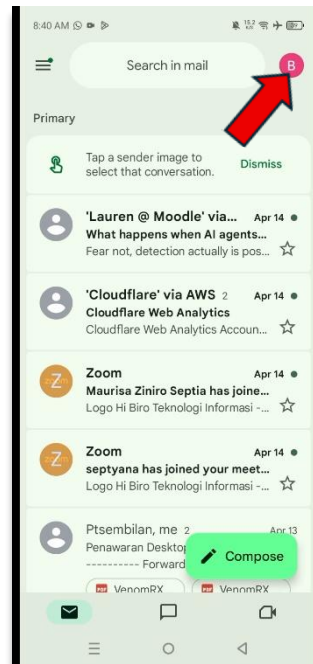 8:40 AM
15.2
Search in mail
B
Primary
Tap a sender image to
select that conversation.
Dismiss
'Lauren @ Moodle' via... Apr 14
What happens when AI agents...
Fear not, detection actually is pos...
'Cloudflare' via AWS 2 Apr 14
Cloudflare Web Analytics
Cloudflare Web Analytics Accoun...
Zoom Apr 14
Maurisa Ziniro Septia has joine...
Logo Hi Biro Teknologi Informasi -...
Zoom Apr 14
septyana has joined your meet...
Logo Hi Biro Teknologi Informasi -...
Ptsembilan, me 2 Apr 13
Penawaran Desktop
---------- Forward
Compose
PDF VenomRX PDF VenomRX